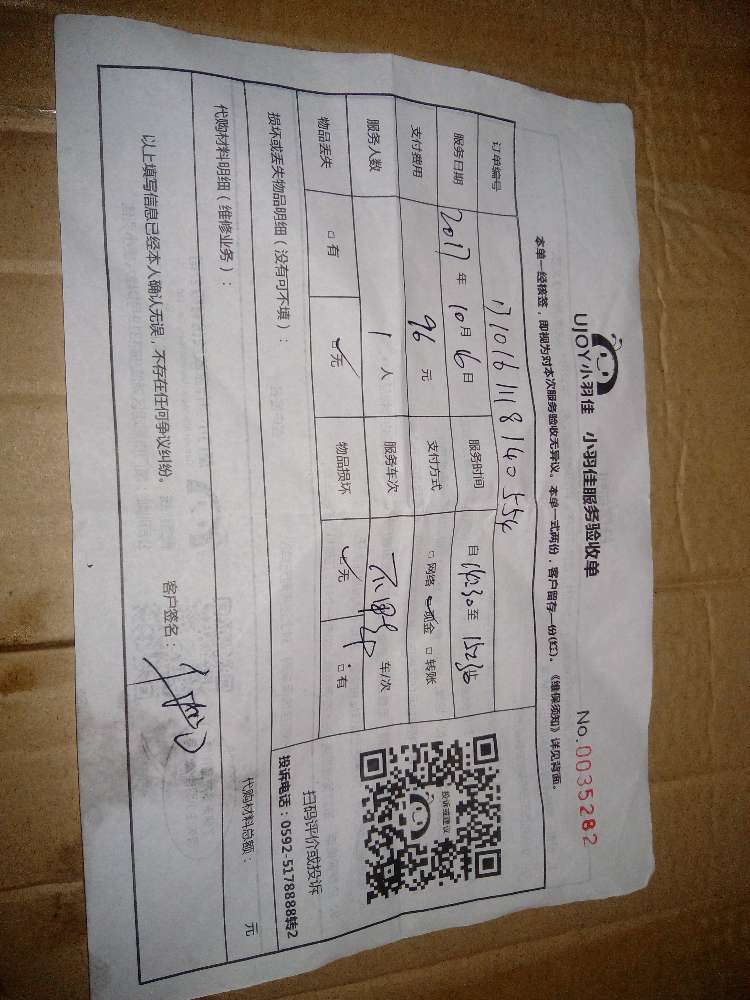 UJOY小羽佳 小羽佳服务验收单 No.0035282
本单一经核签，即视为对本次服务验收无异议。本单一式两份，客户留存一份(红)。《维保须知》详见背面。
订单编号
服务日期 2017 年 10 月 6 日 服务时间 自 14:30 至 15:30
支付费用 96 元 支付方式 □网络 现金 □转账
服务人数 1 人 服务车次 车/次
物品丢失 □有 无 物品损坏 无 □有
投诉或建议
扫码评价或投诉
投诉电话：0592-5178888转2
损坏或丢失物品明细（没有可不填）：
代购材料明细（维修业务）： 代购材料总额： 元
以上填写信息已经本人确认无误，不存在任何争议纠纷。 客户签名：